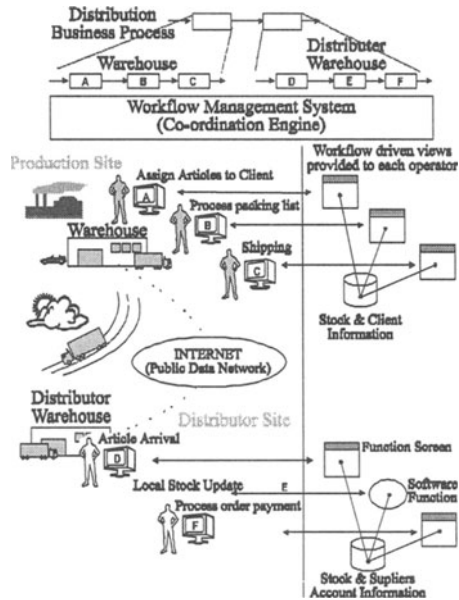 Distribution
Business Process
Warehouse
Distributer
Warehouse
A
B
C
D
E
F
Workflow Management System
(Co-ordination Engine)
Production Site
Workflow driven views
provided to each operator
Assign Articles to Client
A
Process packing list
B
Warehouse
Shipping
C
Stock & Client
Information
INTERNET
(Public Data Network)
Distributor
Warehouse
Distributor Site
Article Arrival
D
Function Screen
Local Stock Update
E
Software
Function
Process order payment
F
Stock & Supliers
Account Information